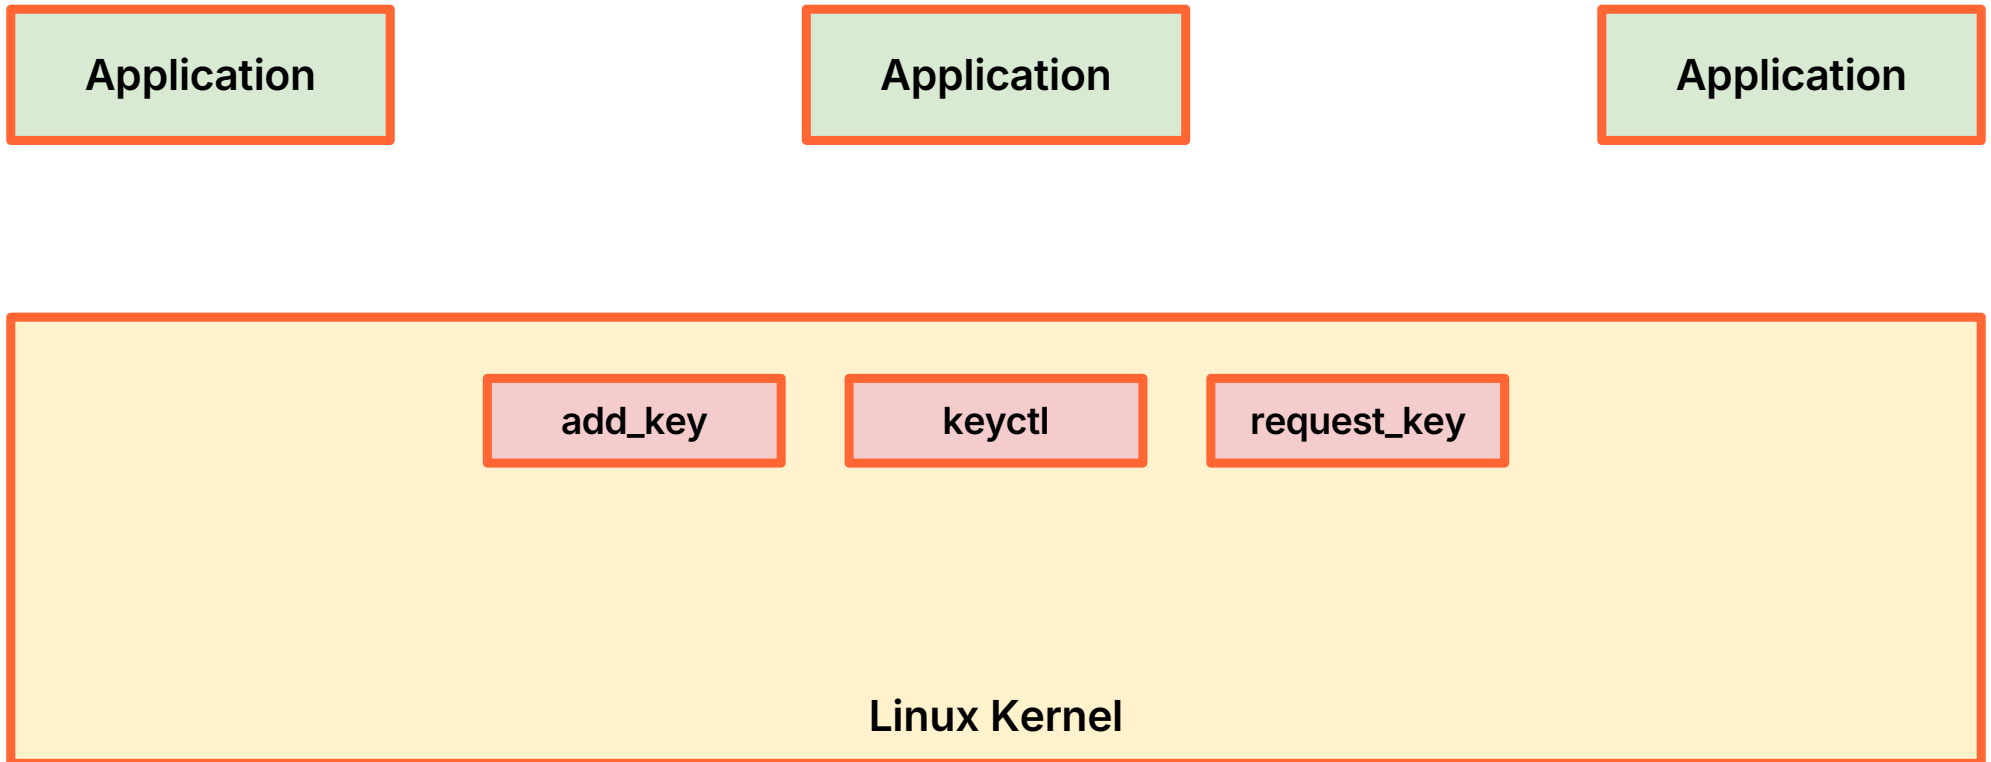 Application
Application
Application
add_key
keyctl
request_key
Linux Kernel